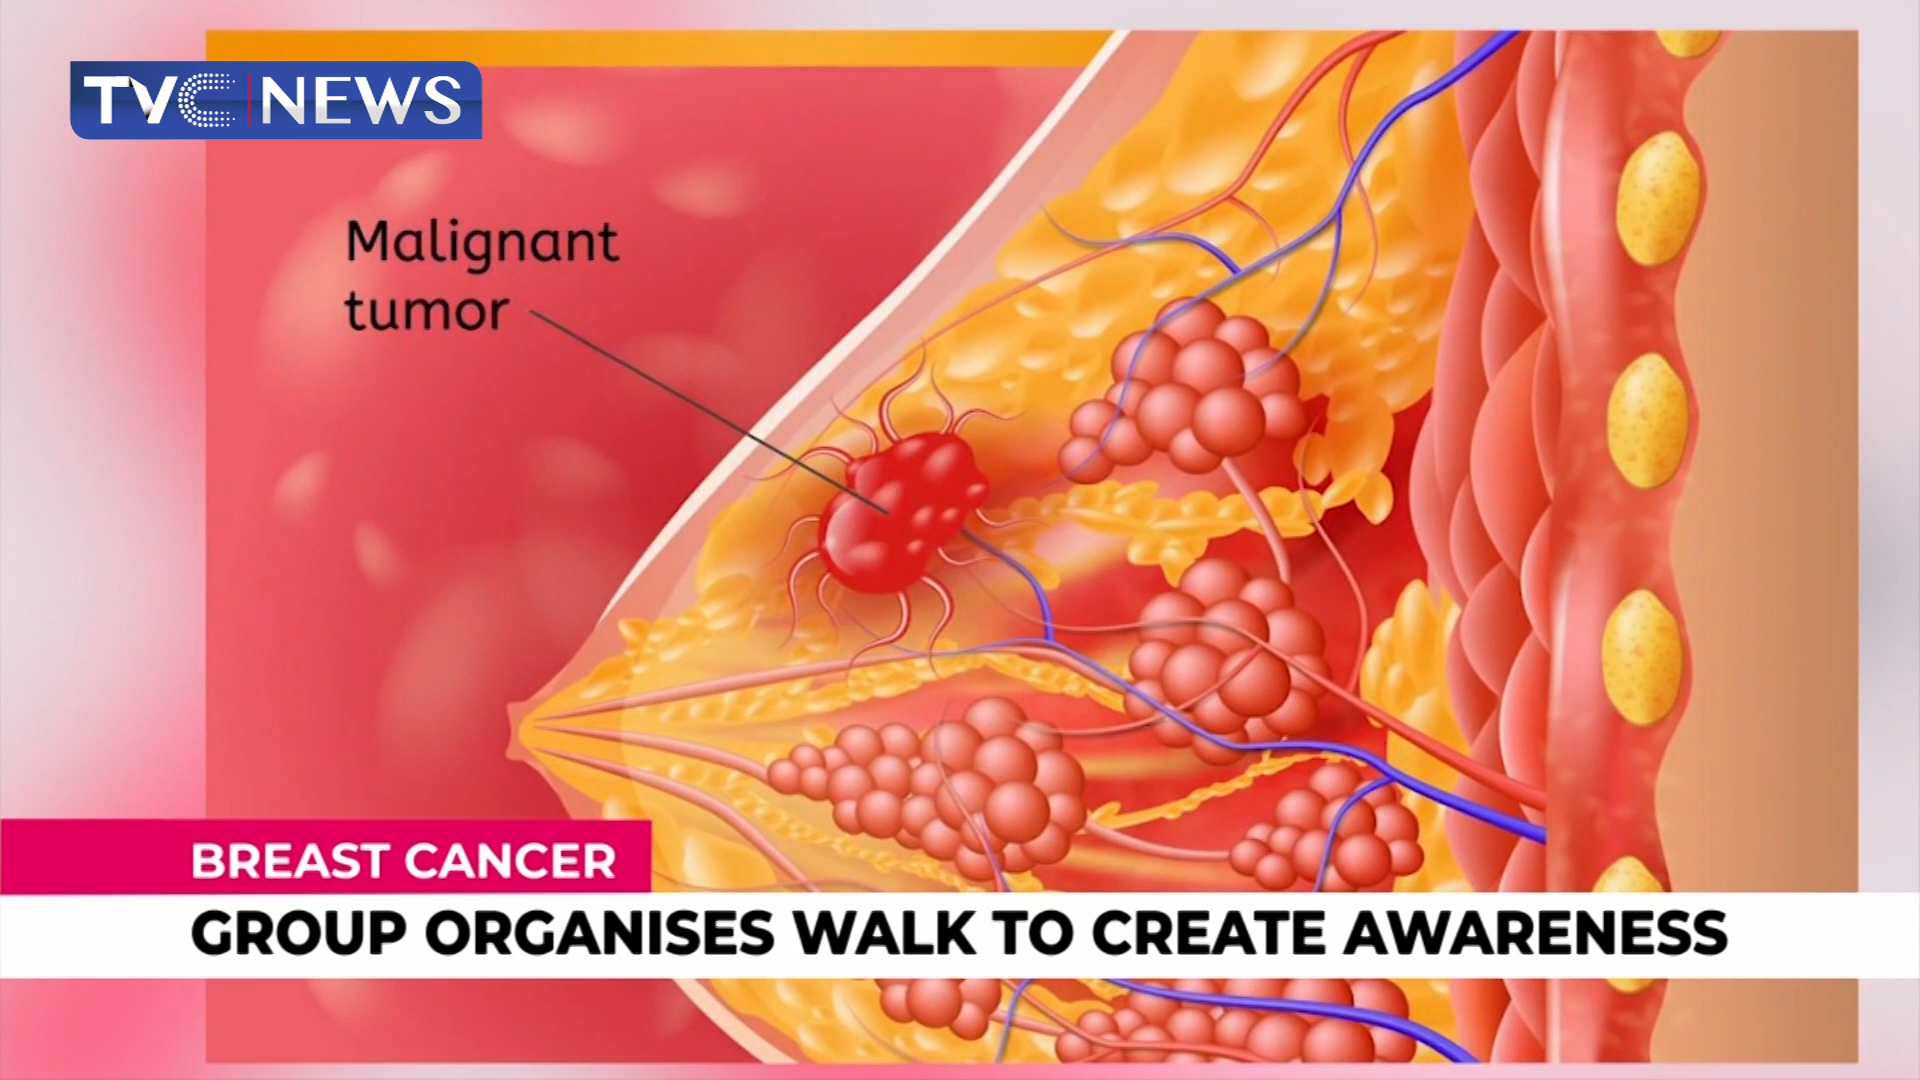 TVC NEWS
Malignant
tumor
BREAST CANCER
GROUP ORGANISES WALK TO CREATE AWARENESS